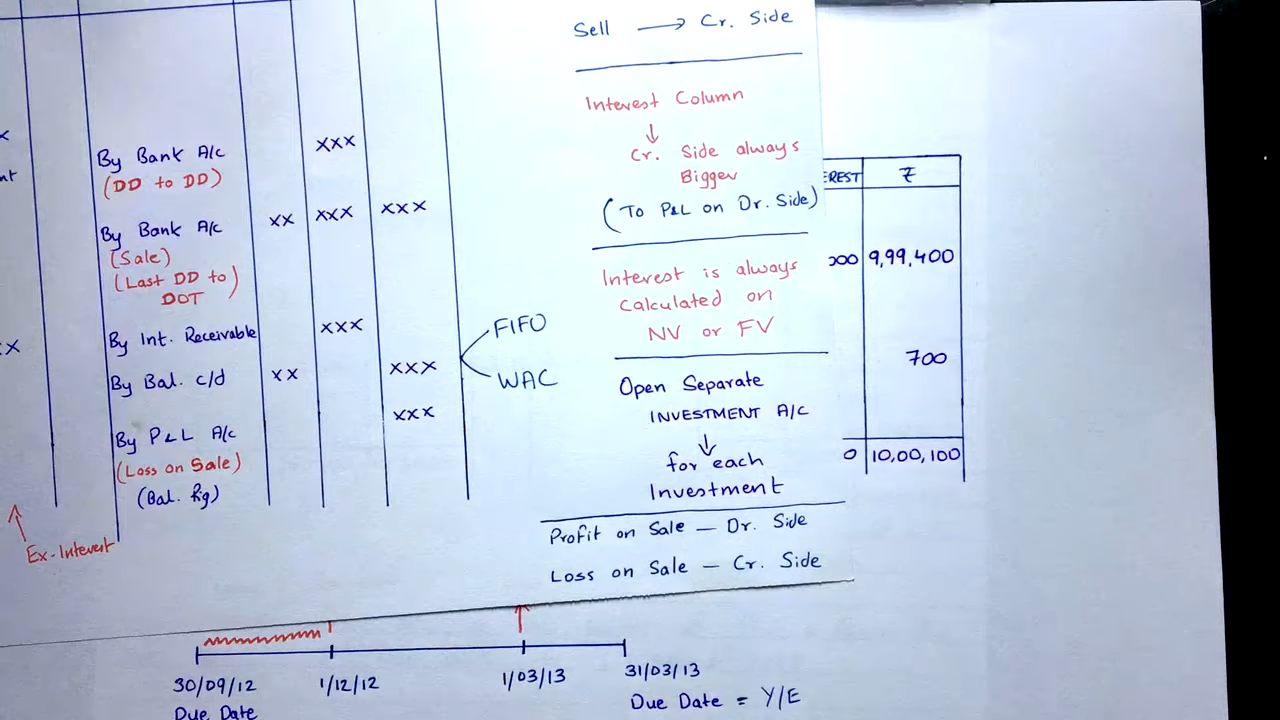 By Bank A/c
(DD to DD)
xxx
By Bank A/c
(Sale)
(Last DD to
DOT)
xx xxx xxx
By Int. Receivable
xxx
By Bal. c/d
xx xxx
By P&L A/c
(Loss on Sale)
(Bal. fig)
xxx
Ex-Interest
FIFO
WAC
Sell → Cr. Side
Interest Column
↓
Cr. Side always
Bigger
(To P&L on Dr. Side)
Interest is always
Calculated on
NV or FV
Open Separate
INVESTMENT A/C
↓
for each
Investment
Profit on Sale — Dr. Side
Loss on Sale — Cr. Side
EREST ₹
000 9,99,400
700
0 10,00,100
30/09/12 1/12/12 1/03/13 31/03/13
Due Date
Due Date = Y/E